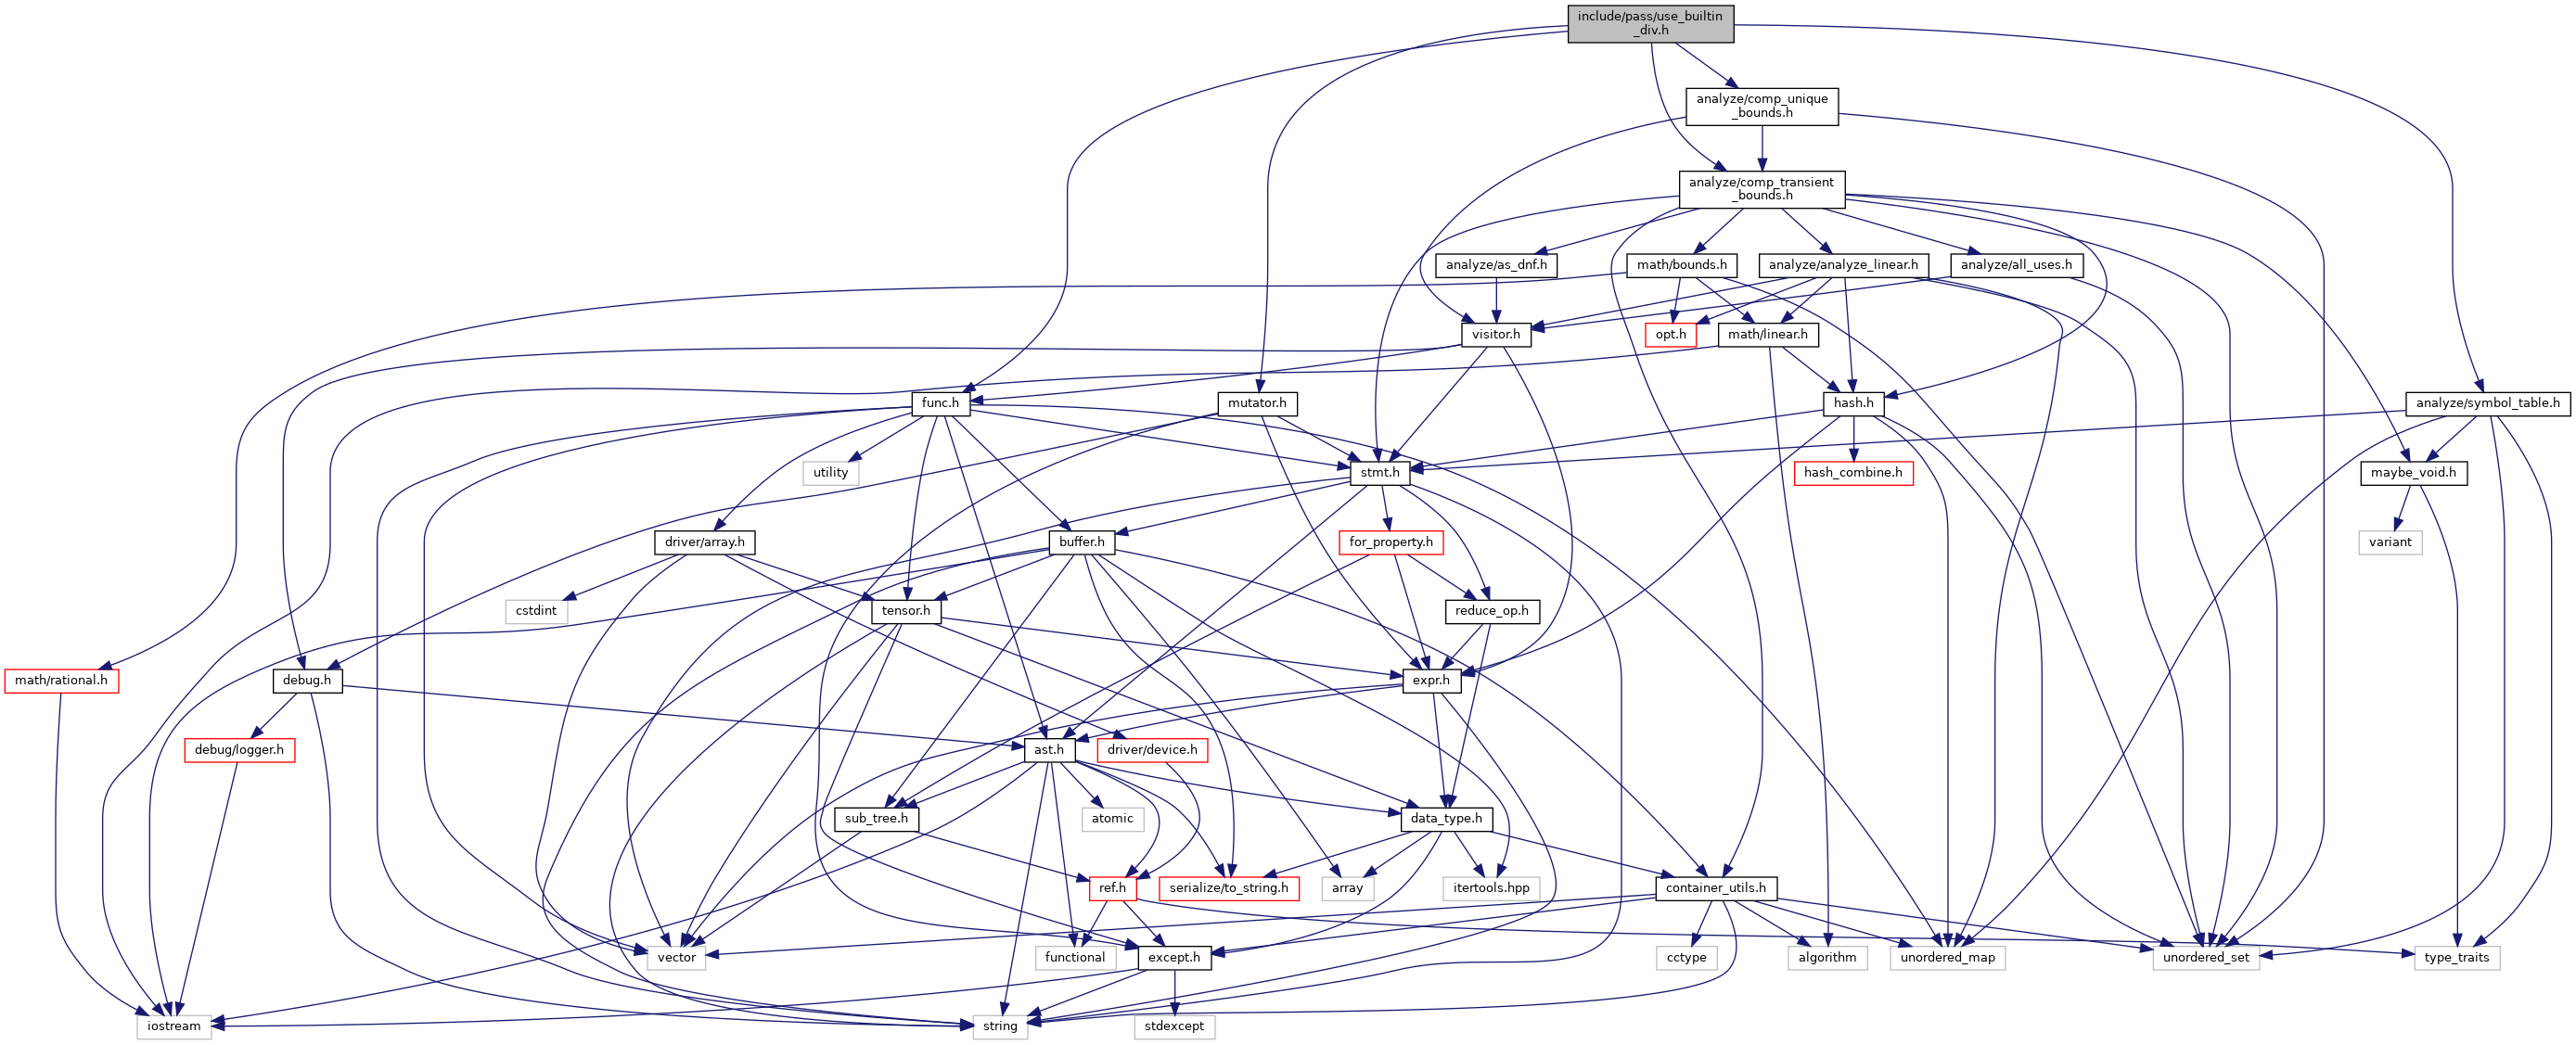 include/pass/use_builtin
_div.h
analyze/comp_unique
_bounds.h
analyze/comp_transient
_bounds.h
analyze/as_dnf.h
math/bounds.h
analyze/analyze_linear.h
analyze/all_uses.h
visitor.h
opt.h
math/linear.h
func.h
mutator.h
hash.h
analyze/symbol_table.h
utility
stmt.h
hash_combine.h
maybe_void.h
driver/array.h
buffer.h
for_property.h
variant
cstdint
tensor.h
reduce_op.h
math/rational.h
debug.h
expr.h
debug/logger.h
ast.h
driver/device.h
sub_tree.h
atomic
data_type.h
ref.h
serialize/to_string.h
array
itertools.hpp
container_utils.h
vector
functional
except.h
cctype
algorithm
unordered_map
unordered_set
type_traits
iostream
string
stdexcept